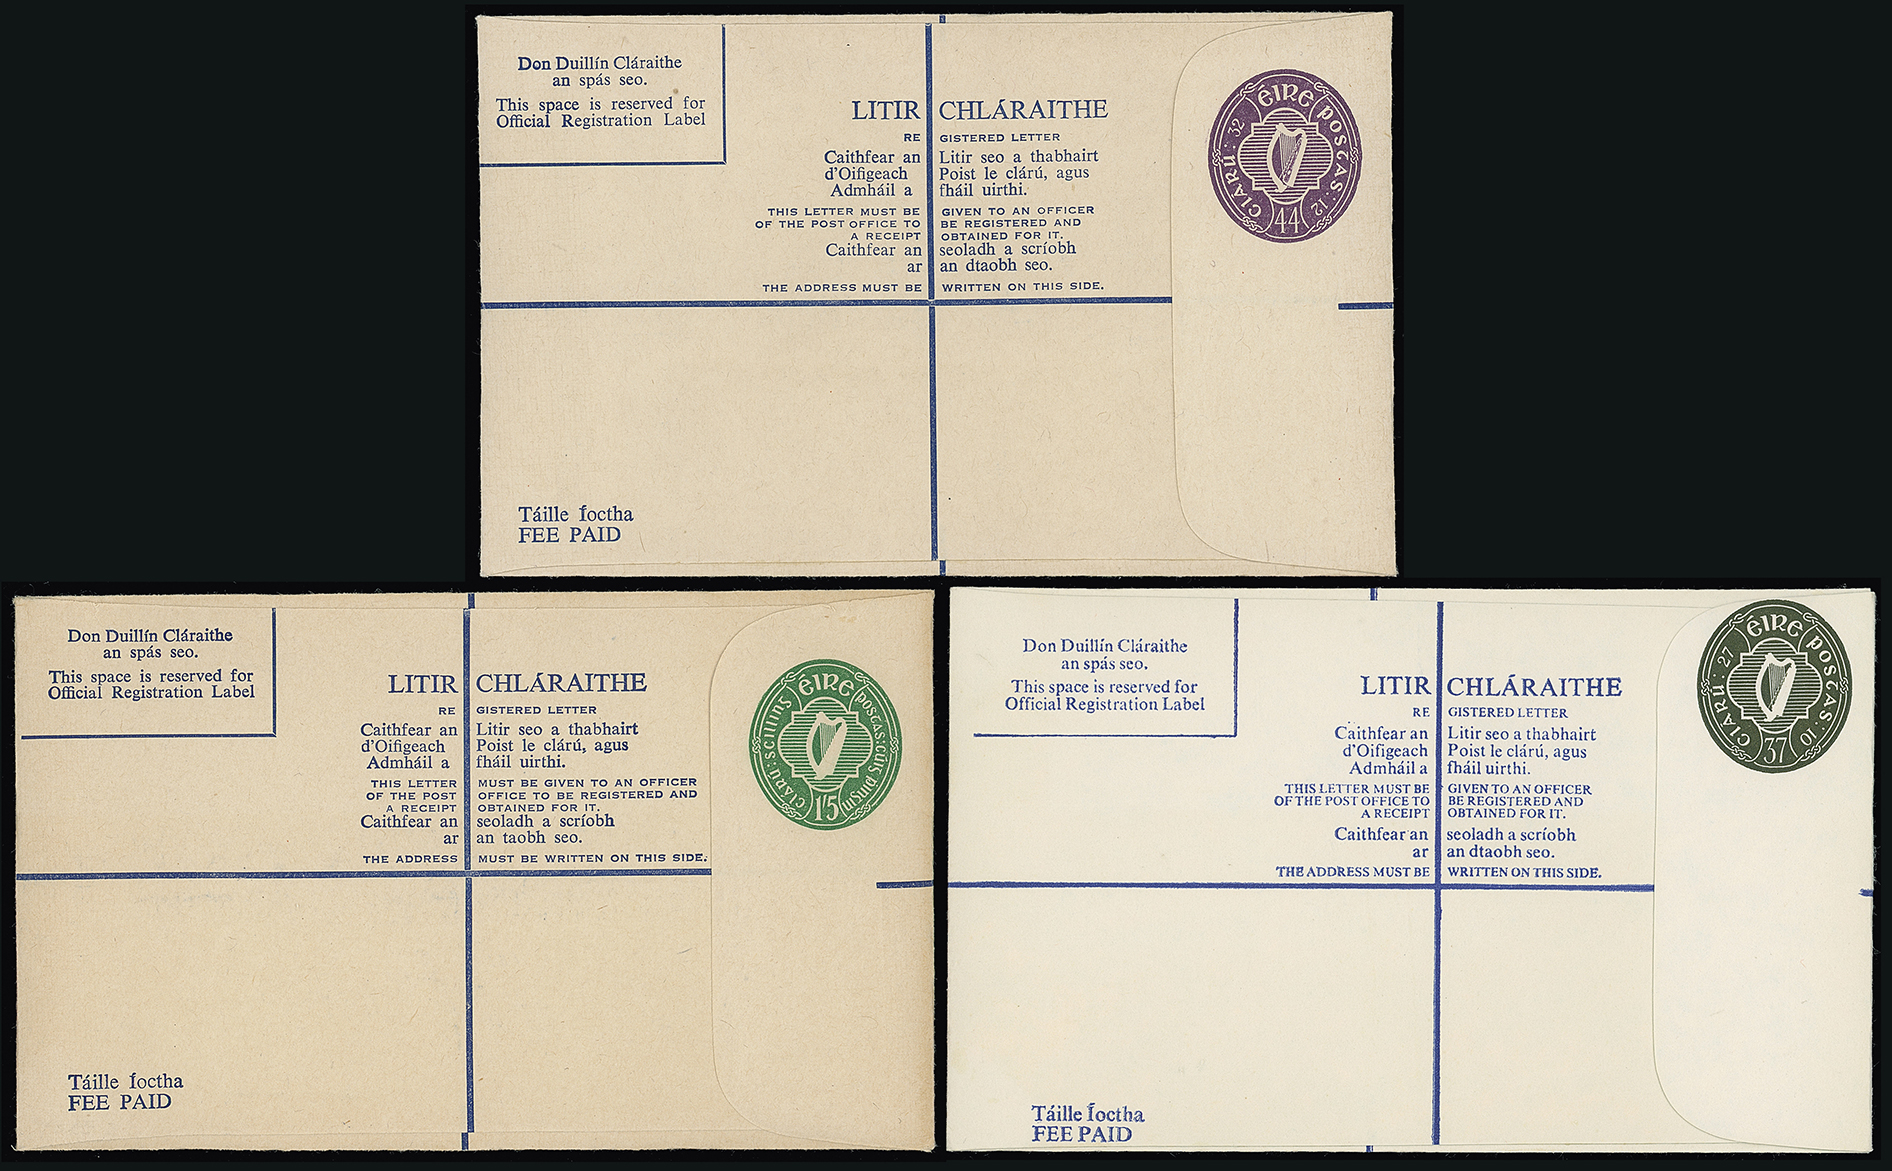 Don Duillín Cláraithe
an spás seo.
This space is reserved for
Official Registration Label
LITIR CHLÁRAITHE
RE GISTERED LETTER
Caithfear an Litir seo a thabhairt
d'Oifigeach Poist le clárú, agus
Admháil a fháil uirthi.
THIS LETTER MUST BE GIVEN TO AN OFFICER
OF THE POST OFFICE TO BE REGISTERED AND
A RECEIPT OBTAINED FOR IT.
Caithfear an seoladh a scríobh
ar an dtaobh seo.
THE ADDRESS MUST BE WRITTEN ON THIS SIDE.
Táille íoctha
FEE PAID
CLARÚ : 32 ÉIRE POSTAS : 12
44
Don Duillín Cláraithe
an spás seo.
This space is reserved for
Official Registration Label
LITIR CHLÁRAITHE
RE GISTERED LETTER
Caithfear an Litir seo a thabhairt
d'Oifigeach Poist le clárú, agus
Admháil a fháil uirthi.
THIS LETTER MUST BE GIVEN TO AN OFFICER
OF THE POST OFFICE TO BE REGISTERED AND
A RECEIPT OBTAINED FOR IT.
Caithfear an seoladh a scríobh
ar an taobh seo.
THE ADDRESS MUST BE WRITTEN ON THIS SIDE.
Táille íoctha
FEE PAID
CLARÚ : SCILLING ÉIRE POSTAS : CÚIG PINGIN
1'5
Don Duillín Cláraithe
an spás seo.
This space is reserved for
Official Registration Label
LITIR CHLÁRAITHE
RE GISTERED LETTER
Caithfear an Litir seo a thabhairt
d'Oifigeach Poist le clárú, agus
Admháil a fháil uirthi.
THIS LETTER MUST BE GIVEN TO AN OFFICER
OF THE POST OFFICE TO BE REGISTERED AND
A RECEIPT OBTAINED FOR IT.
Caithfear an seoladh a scríobh
ar an dtaobh seo.
THE ADDRESS MUST BE WRITTEN ON THIS SIDE.
Táille íoctha
FEE PAID
CLARÚ : 27 ÉIRE POSTAS : 10
37